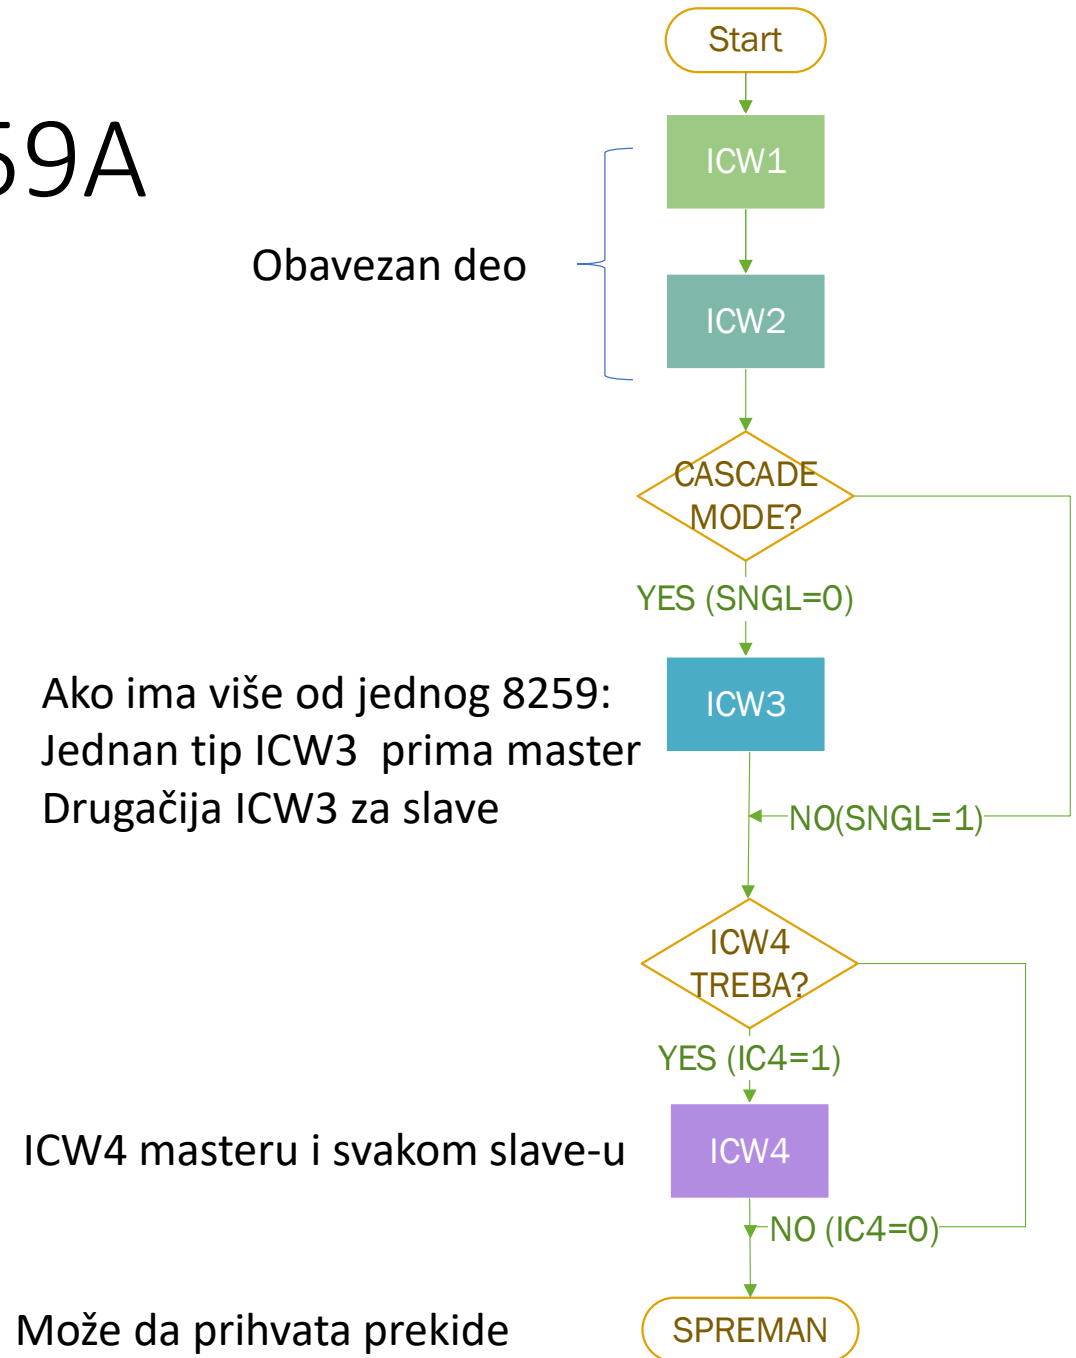 Start
59A
ICW1
Obavezan deo
ICW2
CASCADE
MODE?
YES (SNGL=0)
Ako ima više od jednog 8259:
Jednan tip ICW3 prima master
Drugačija ICW3 za slave
ICW3
NO(SNGL=1)
ICW4
TREBA?
YES (IC4=1)
ICW4 masteru i svakom slave-u
ICW4
NO (IC4=0)
Može da prihvata prekide
SPREMAN